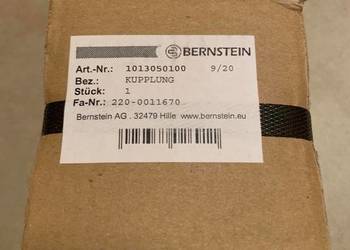 BERNSTEIN
Art.-Nr.: 1013050100 9/20
Bez.: KUPPLUNG
Stück: 1
Fa-Nr.: 220-0011670
Bernstein AG . 32479 Hille www.bernstein.eu